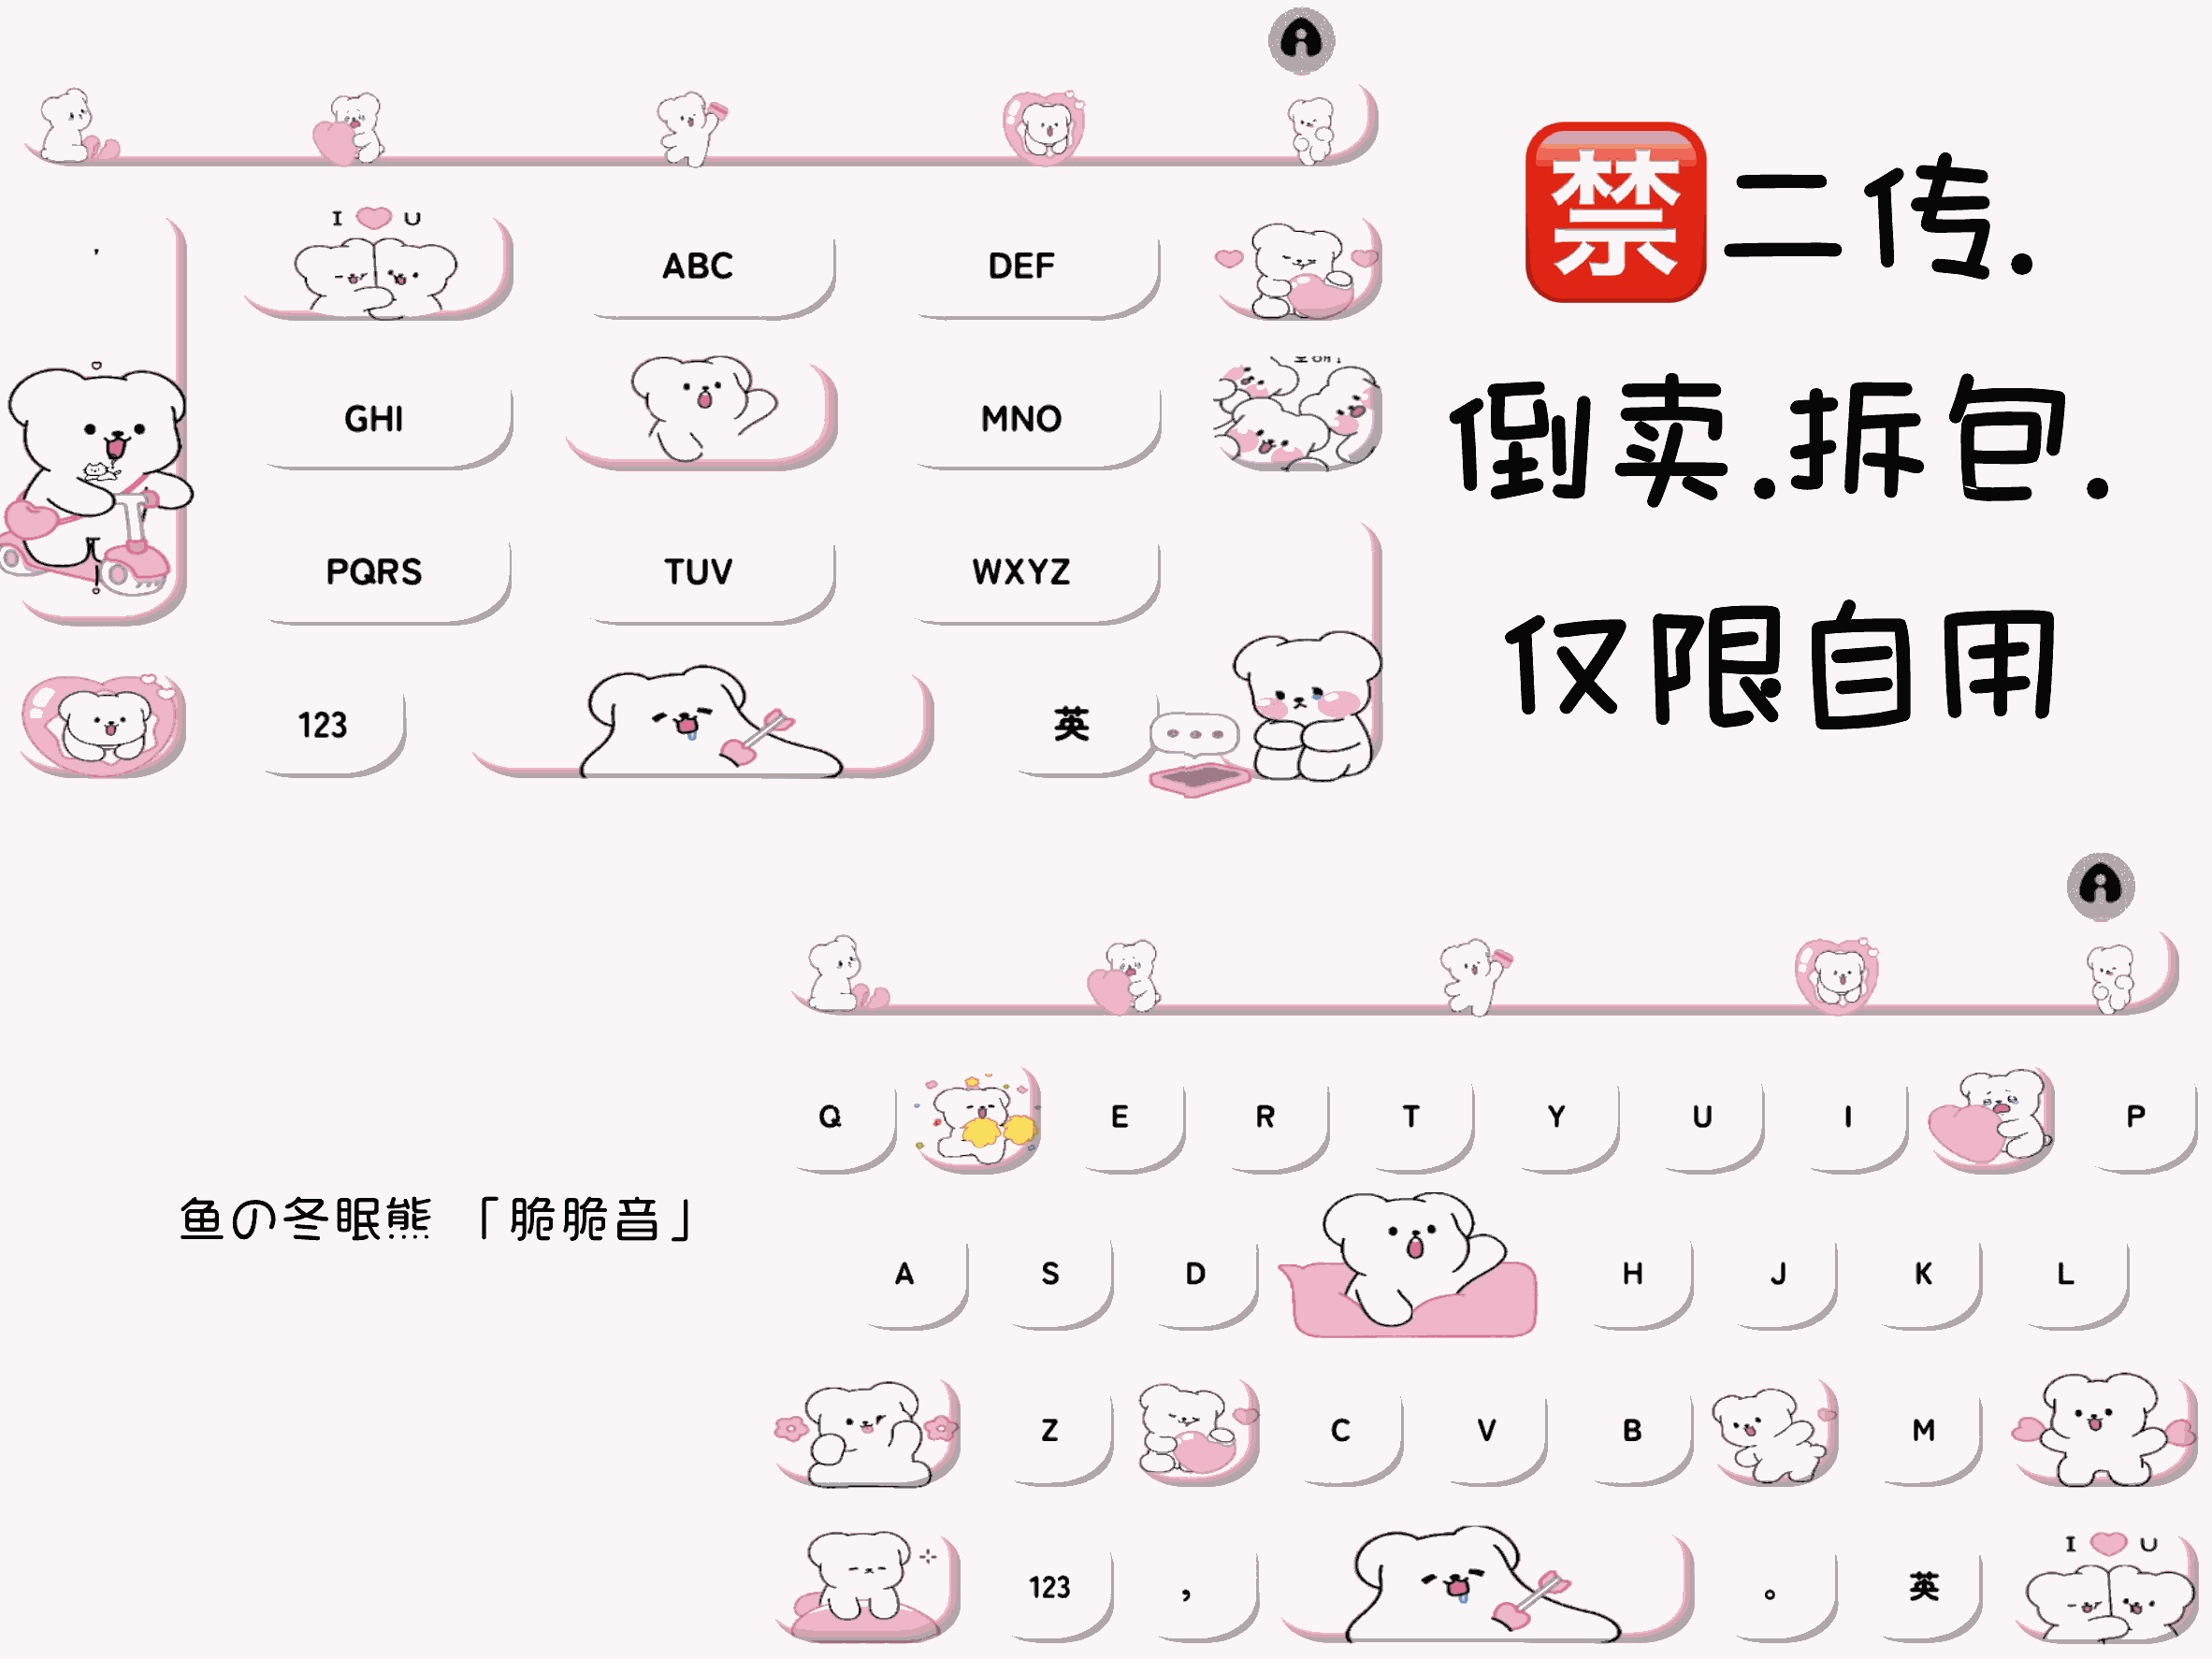 I U
ABC
DEF
禁二传.
GHI
MNO
倒卖.拆包.
PQRS
TUV
WXYZ
仅限自用
123
英
鱼の冬眠熊「脆脆音」
Q
E
R
T
Y
U
I
P
A
S
D
H
J
K
L
Z
C
V
B
M
123
,
。
英
I U